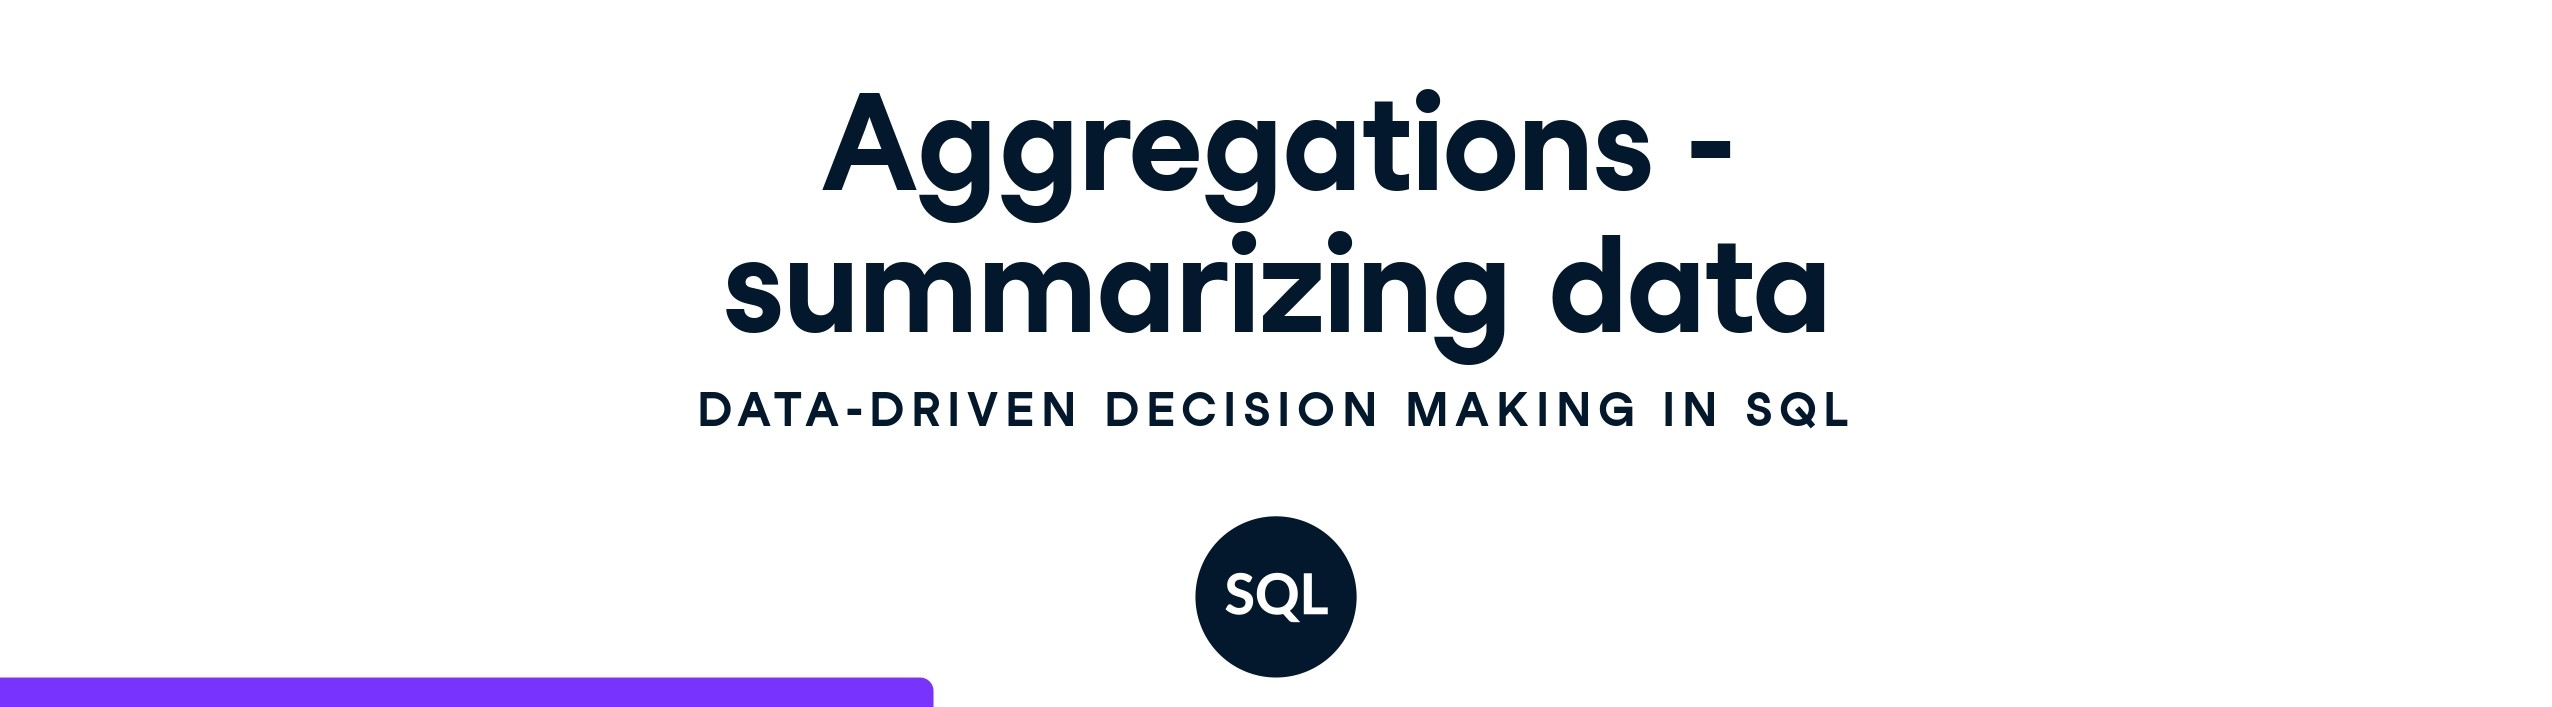 Aggregations -
summarizing data
DATA-DRIVEN DECISION MAKING IN SQL
SQL